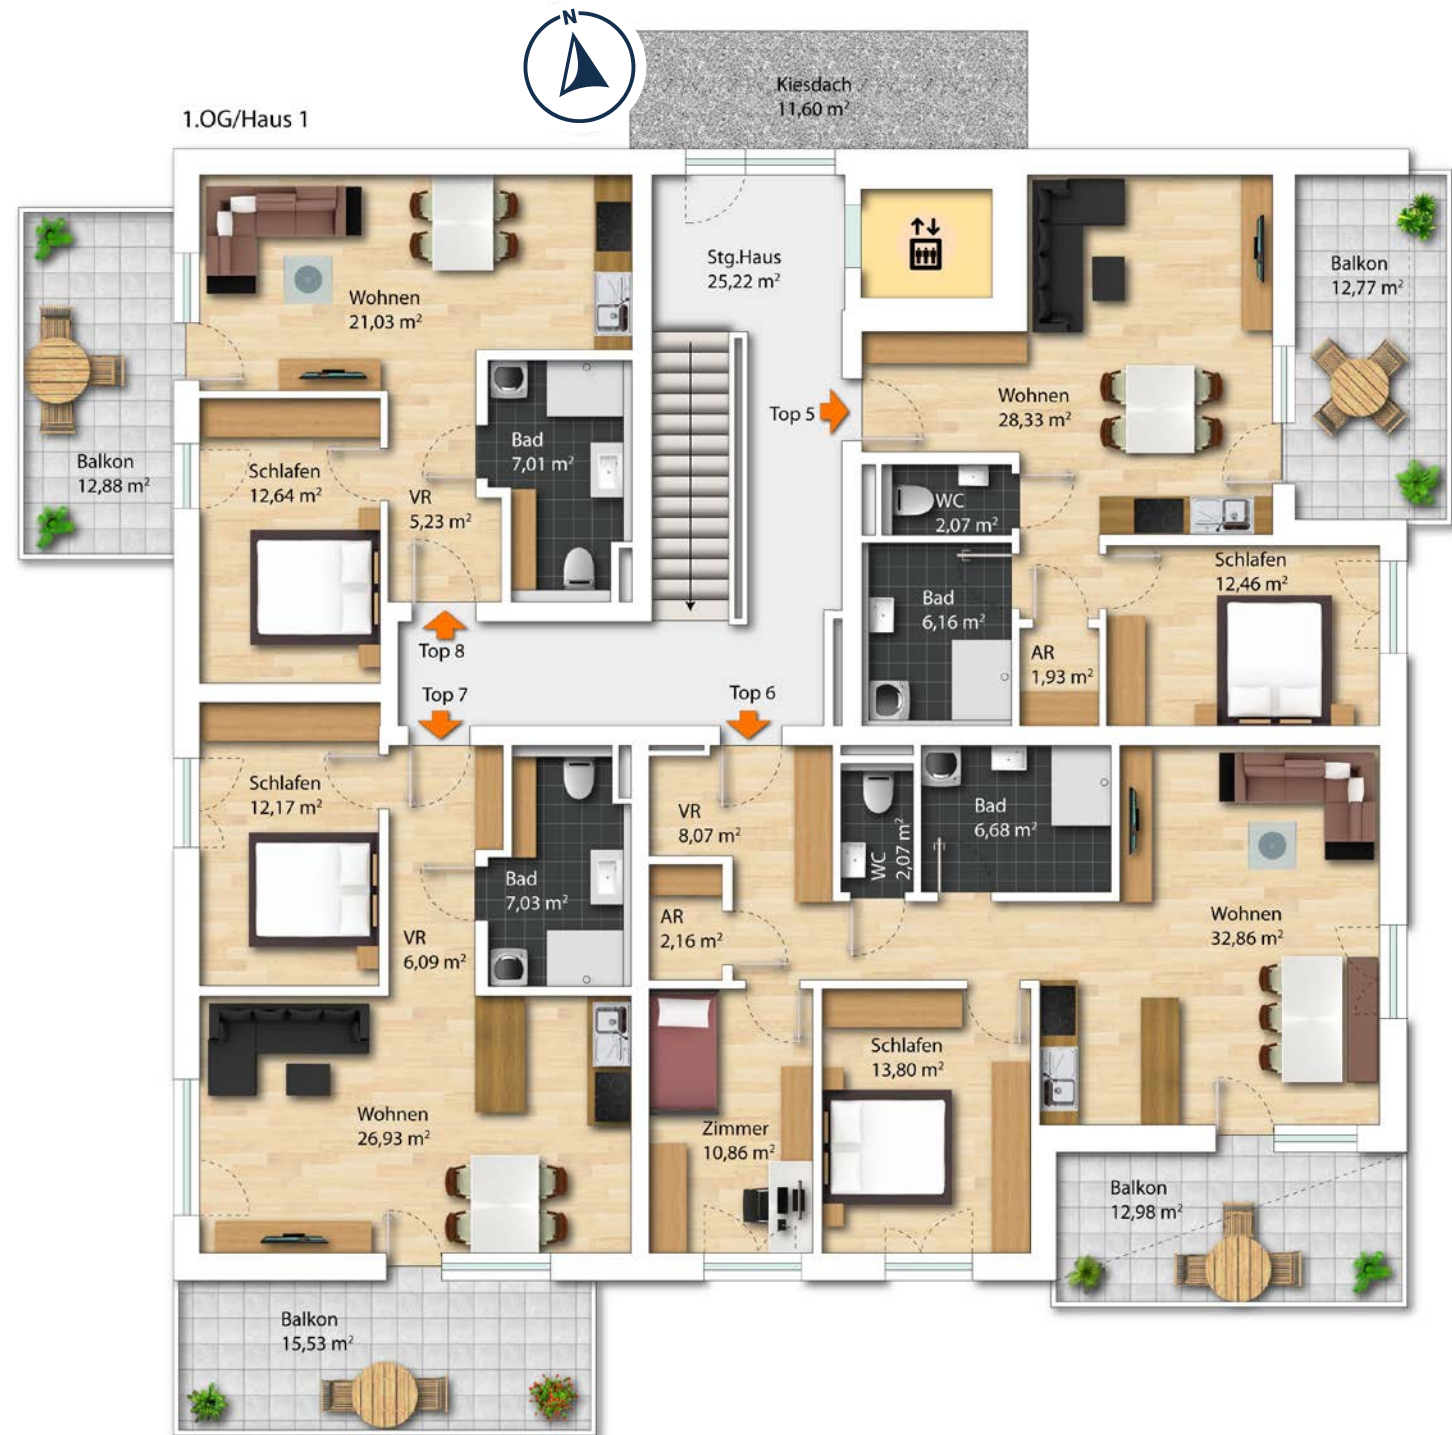 N
Kiesdach
11,60 m²
1.OG/Haus 1
Stg.Haus
25,22 m²
Balkon
12,77 m²
Wohnen
21,03 m²
Wohnen
28,33 m²
Top 5
Bad
7,01 m²
Balkon
12,88 m²
Schlafen
12,64 m²
VR
5,23 m²
WC
2,07 m²
Schlafen
12,46 m²
Bad
6,16 m²
AR
1,93 m²
Top 8
Top 7
Top 6
Schlafen
12,17 m²
VR
8,07 m²
Bad
6,68 m²
WC
2,07 m²
Bad
7,03 m²
AR
2,16 m²
Wohnen
32,86 m²
VR
6,09 m²
Schlafen
13,80 m²
Wohnen
26,93 m²
Zimmer
10,86 m²
Balkon
12,98 m²
Balkon
15,53 m²